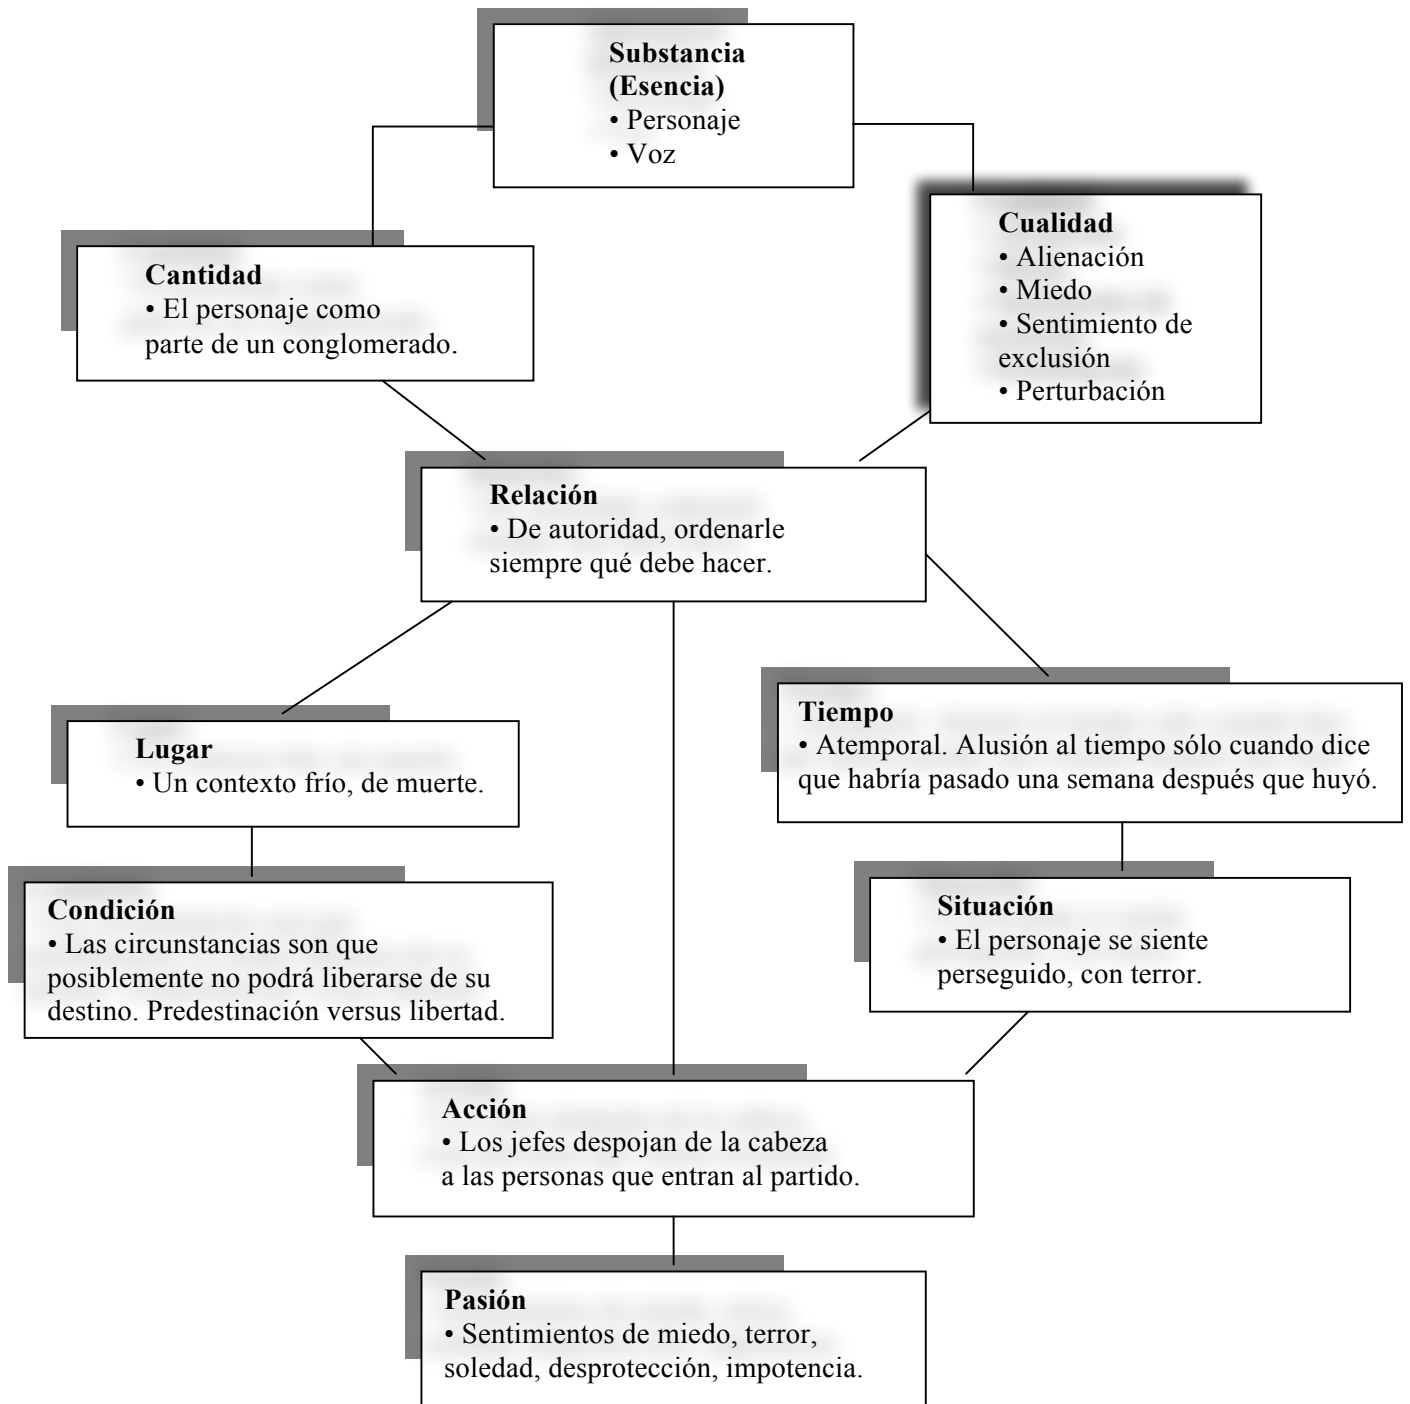 Substancia
(Esencia)
• Personaje
• Voz
Cantidad
• El personaje como
parte de un conglomerado.
Cualidad
• Alienación
• Miedo
• Sentimiento de
exclusión
• Perturbación
Relación
• De autoridad, ordenarle
siempre qué debe hacer.
Lugar
• Un contexto frío, de muerte.
Tiempo
• Atemporal. Alusión al tiempo sólo cuando dice
que habría pasado una semana después que huyó.
Condición
• Las circunstancias son que
posiblemente no podrá liberarse de su
destino. Predestinación versus libertad.
Situación
• El personaje se siente
perseguido, con terror.
Acción
• Los jefes despojan de la cabeza
a las personas que entran al partido.
Pasión
• Sentimientos de miedo, terror,
soledad, desprotección, impotencia.